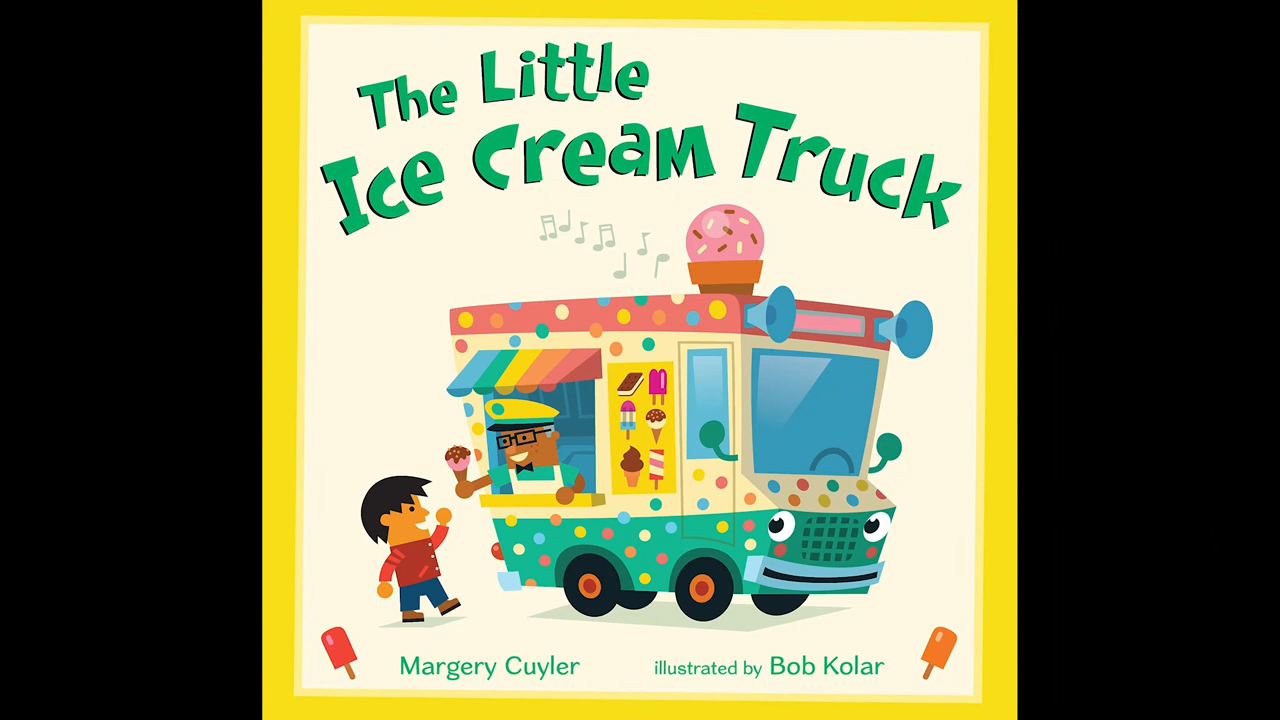 The Little
Ice Cream Truck
Margery Cuyler
illustrated by Bob Kolar